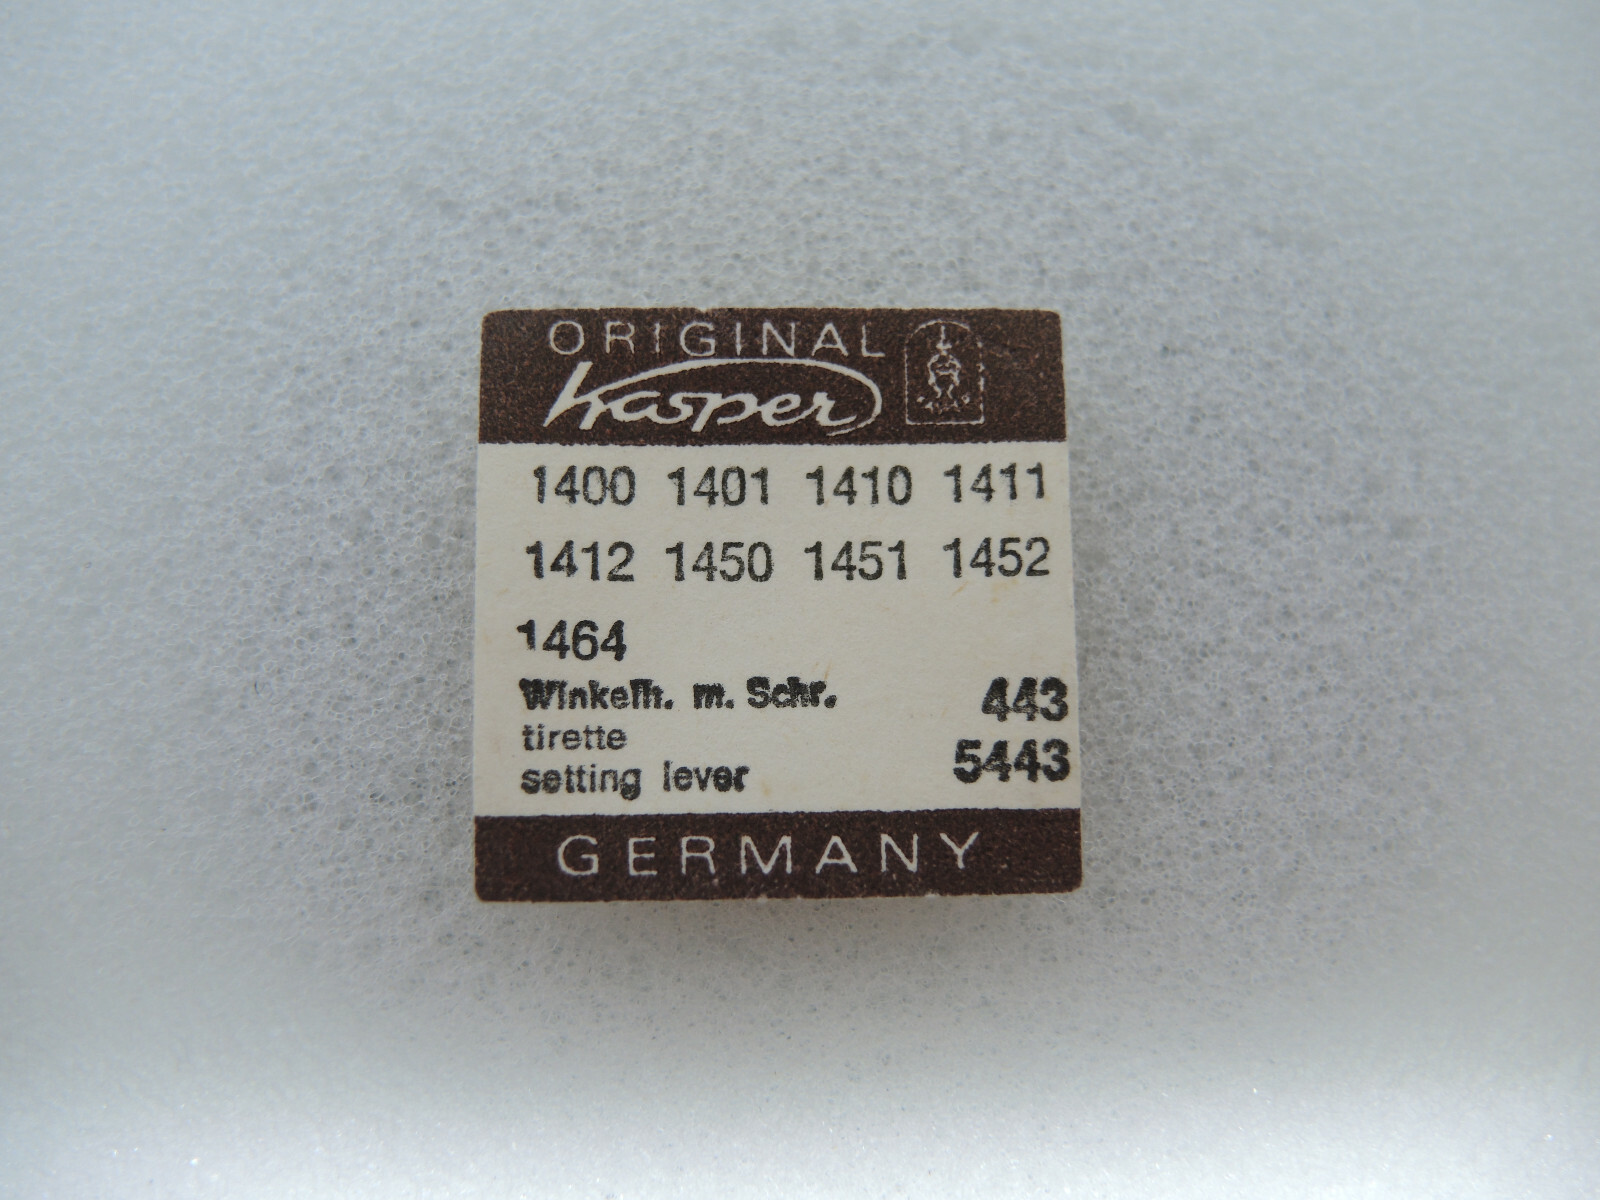 ORIGINAL
Kasper
1400 1401 1410 1411
1412 1450 1451 1452
1464
Winkelh. m. Schr. 443
tirette
setting lever 5443
GERMANY